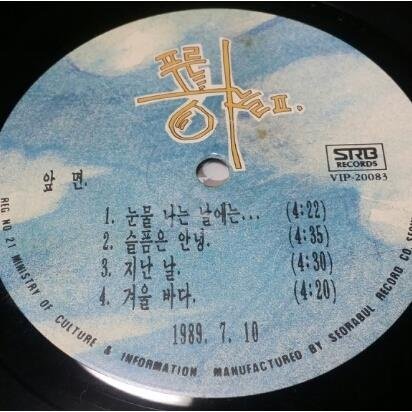 푸른하늘 II.
SRB
RECORDS
VIP-20083
앞 면.
1. 눈물 나는 날에는... (4:22)
2. 슬픔은 안녕. (4:35)
3. 지난 날. (4:30)
4. 겨울 바다. (4:20)
1989. 7. 10
REG NO 21 MINISTRY OF CULTURE & INFORMATION MANUFACTURED BY SEORABUL RECORD CO.